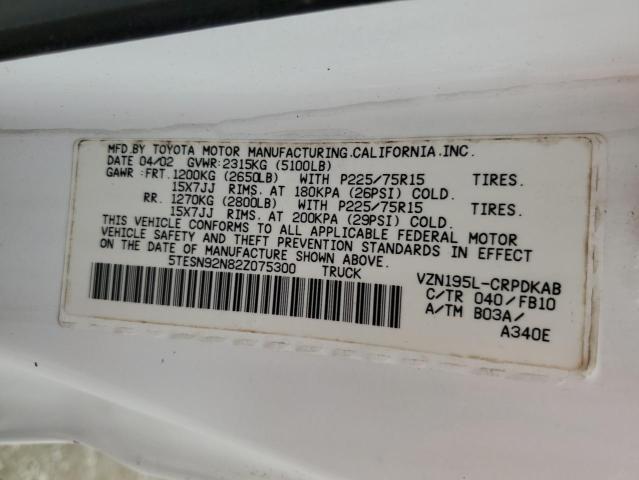 MFD.BY TOYOTA MOTOR MANUFACTURING.CALIFORNIA.INC.
DATE 04/02 GVWR:2315KG (5100LB)
GAWR :FRT.1200KG (2650LB) WITH P225/75R15 TIRES.
15X7JJ RIMS. AT 180KPA (26PSI) COLD.
RR. 1270KG (2800LB) WITH P225/75R15 TIRES.
15X7JJ RIMS. AT 200KPA (29PSI) COLD.
THIS VEHICLE CONFORMS TO ALL APPLICABLE FEDERAL MOTOR
VEHICLE SAFETY AND THEFT PREVENTION STANDARDS IN EFFECT
ON THE DATE OF MANUFACTURE SHOWN ABOVE.
5TESN92N82Z075300 TRUCK
VZN195L-CRPDKAB
C/TR 040/FB10
A/TM B03A/
A340E